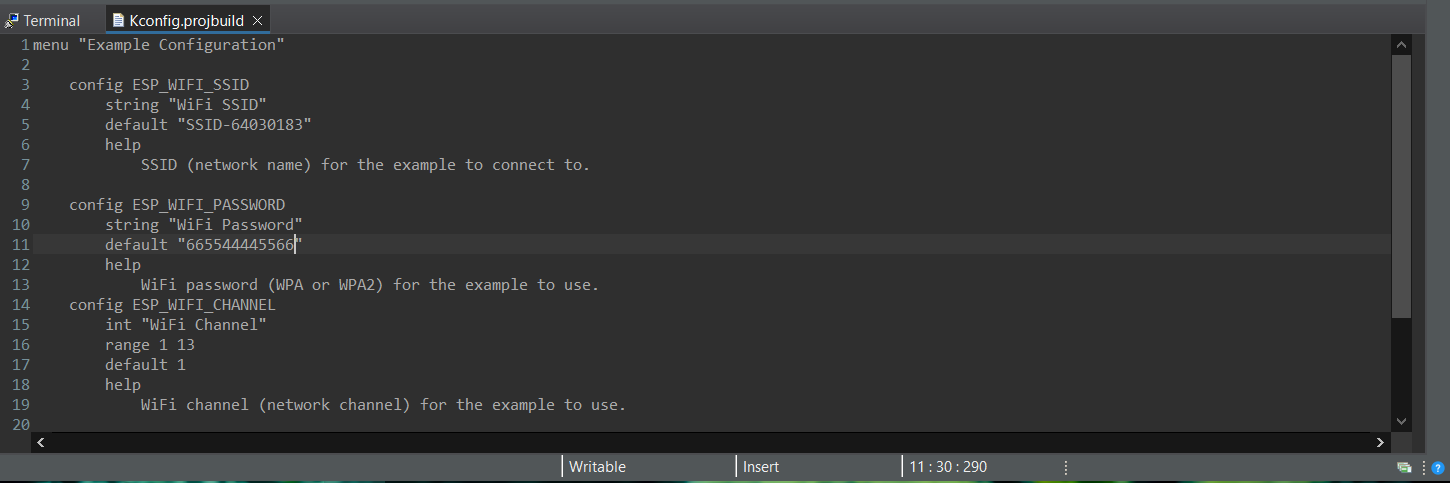 Terminal
Kconfig.projbuild
1 menu "Example Configuration"
2
3     config ESP_WIFI_SSID
4         string "WiFi SSID"
5         default "SSID-64030183"
6         help
7             SSID (network name) for the example to connect to.
8
9     config ESP_WIFI_PASSWORD
10         string "WiFi Password"
11         default "665544445566"
12         help
13             WiFi password (WPA or WPA2) for the example to use.
14     config ESP_WIFI_CHANNEL
15         int "WiFi Channel"
16         range 1 13
17         default 1
18         help
19             WiFi channel (network channel) for the example to use.
20
Writable Insert 11 : 30 : 290